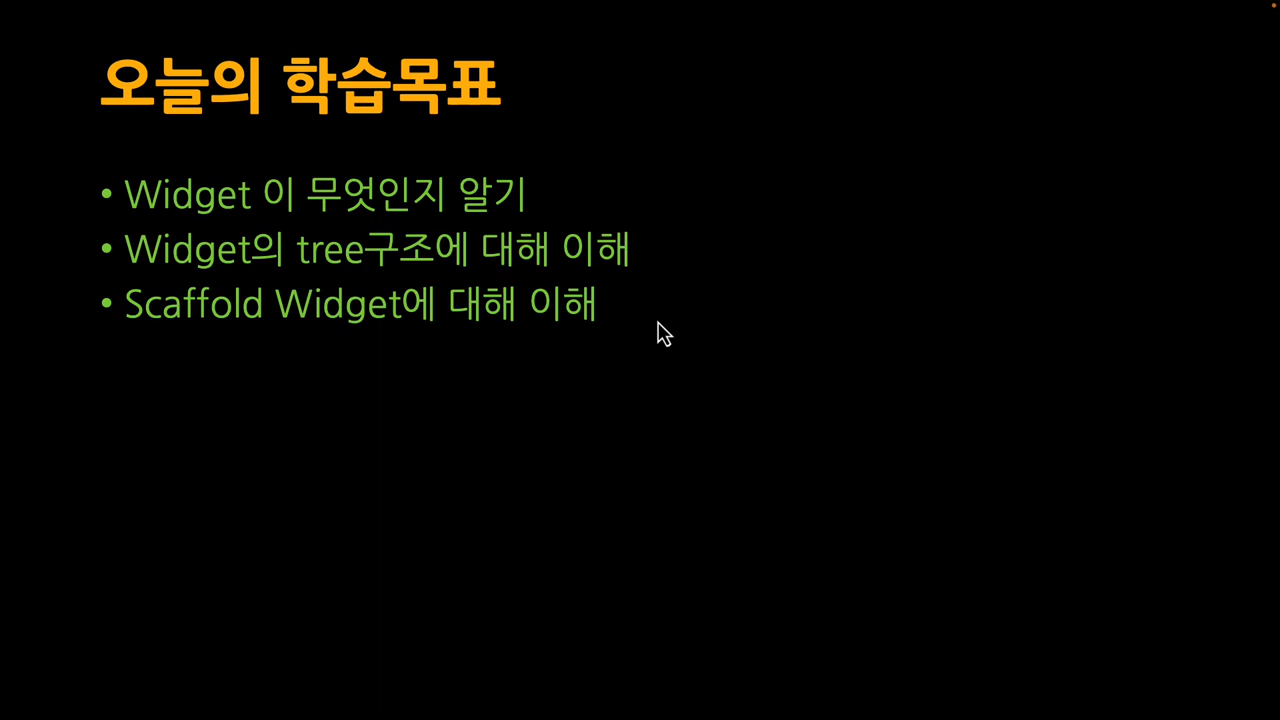 오늘의 학습목표
• Widget 이 무엇인지 알기
• Widget의 tree구조에 대해 이해
• Scaffold Widget에 대해 이해